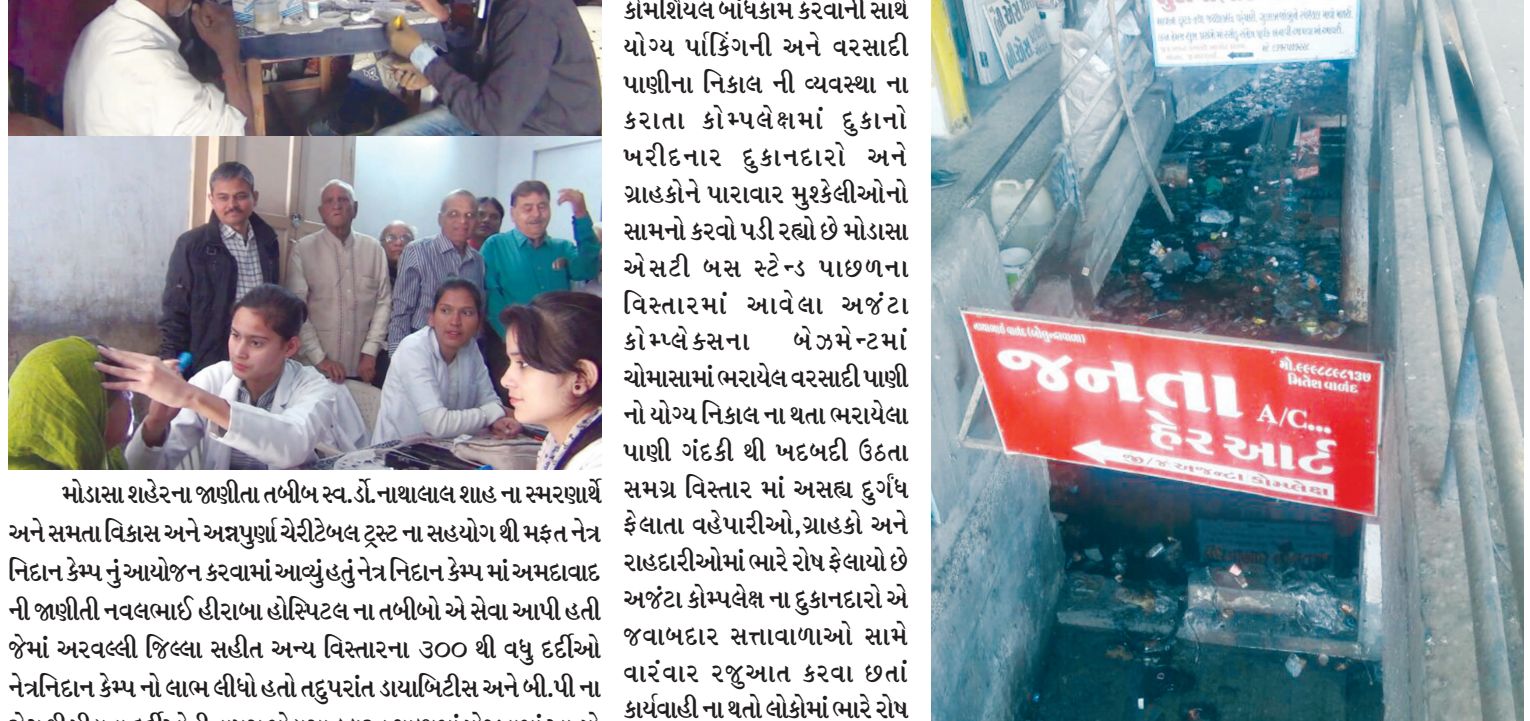 મોડાસા શહેરના જાણીતા તબીબ સ્વ.ડૉ.નાથાલાલ શાહ ના સ્મરણાર્થે
અને સમતા વિકાસ અને અન્નપુર્ણા ચેરીટેબલ ટ્રસ્ટ ના સહયોગ થી મફત નેત્ર
નિદાન કેમ્પ નું આયોજન કરવામાં આવ્યું હતું નેત્ર નિદાન કેમ્પ માં અમદાવાદ
ની જાણીતી નવલભાઈ હીરાબા હોસ્પિટલ ના તબીબો એ સેવા આપી હતી
જેમાં અરવલ્લી જિલ્લા સહીત અન્ય વિસ્તારના ૩૦૦ થી વધુ દર્દીઓ
નેત્રનિદાન કેમ્પ નો લાભ લીધો હતો તદુપરાંત ડાયાબિટીસ અને બી.પી ના
કોમર્શિયલ બાંધકામ કરવાની સાથે
યોગ્ય પાર્કિંગની અને વરસાદી
પાણીના નિકાલ ની વ્યવસ્થા ના
કરાતા કોમ્પલેક્ષમાં દુકાનો
ખરીદનાર દુકાનદારો અને
ગ્રાહકોને પારાવાર મુશ્કેલીઓનો
સામનો કરવો પડી રહ્યો છે મોડાસા
એસટી બસ સ્ટેન્ડ પાછળના
વિસ્તારમાં આવેલા અજંટા
કોમ્પ્લેક્સના બેઝમેન્ટમાં
ચોમાસામાં ભરાયેલ વરસાદી પાણી
નો યોગ્ય નિકાલ ના થતા ભરાયેલા
પાણી ગંદકી થી ખદબદી ઉઠતા
સમગ્ર વિસ્તાર માં અસહ્ય દુર્ગંધ
ફેલાતા વહેપારીઓ,ગ્રાહકો અને
રાહદારીઓમાં ભારે રોષ ફેલાયો છે
અજંટા કોમ્પલેક્ષ ના દુકાનદારો એ
જવાબદાર સત્તાવાળાઓ સામે
વારંવાર રજુઆત કરવા છતાં
કાર્યવાહી ના થતો લોકોમાં ભારે રોષ
મો.૯૯૯૮૮૯૮૧૩૭
મિતેશ વાળંદ
જનતા
A/C...
હેર આર્ટ
જી/૪ અજન્ટા કોમ્પ્લેક્ષ